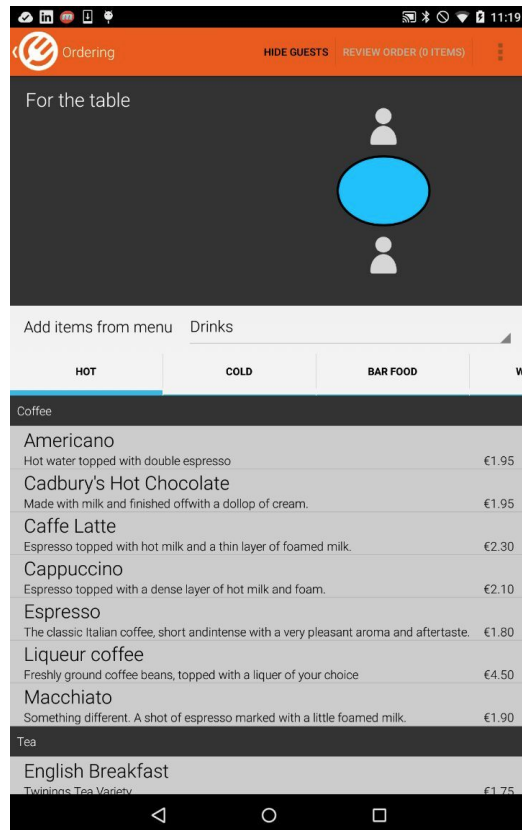 11:19
Ordering
HIDE GUESTS
REVIEW ORDER (0 ITEMS)
For the table
Add items from menu Drinks
HOT
COLD
BAR FOOD
W
Coffee
Americano
Hot water topped with double espresso €1.95
Cadbury's Hot Chocolate
Made with milk and finished offwith a dollop of cream. €1.95
Caffe Latte
Espresso topped with hot milk and a thin layer of foamed milk. €2.30
Cappuccino
Espresso topped with a dense layer of hot milk and foam. €2.10
Espresso
The classic Italian coffee, short andintense with a very pleasant aroma and aftertaste. €1.80
Liqueur coffee
Freshly ground coffee beans, topped with a liquer of your choice €4.50
Macchiato
Something different. A shot of espresso marked with a little foamed milk. €1.90
Tea
English Breakfast
Twinings Tea Variety €1.75